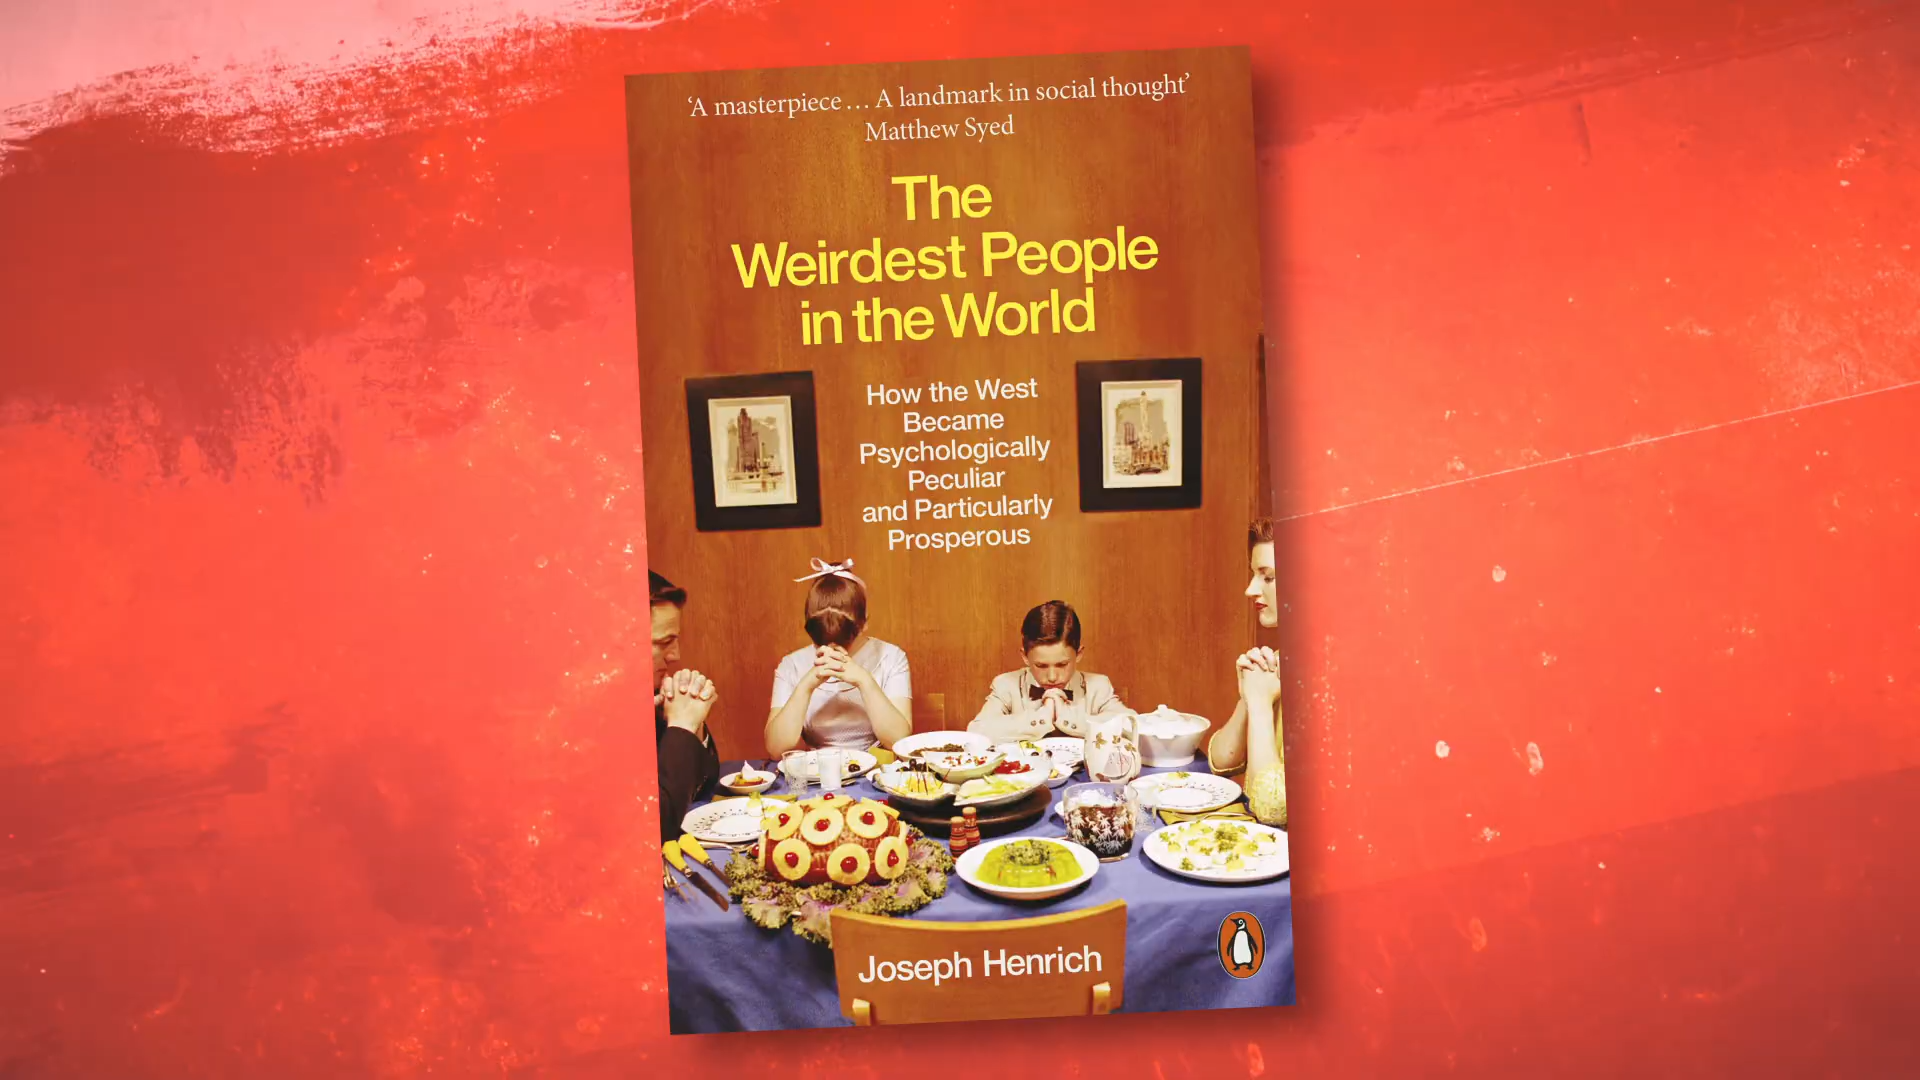 ‘A masterpiece … A landmark in social thought’
Matthew Syed
The
Weirdest People
in the World
How the West
Became
Psychologically
Peculiar
and Particularly
Prosperous
Joseph Henrich